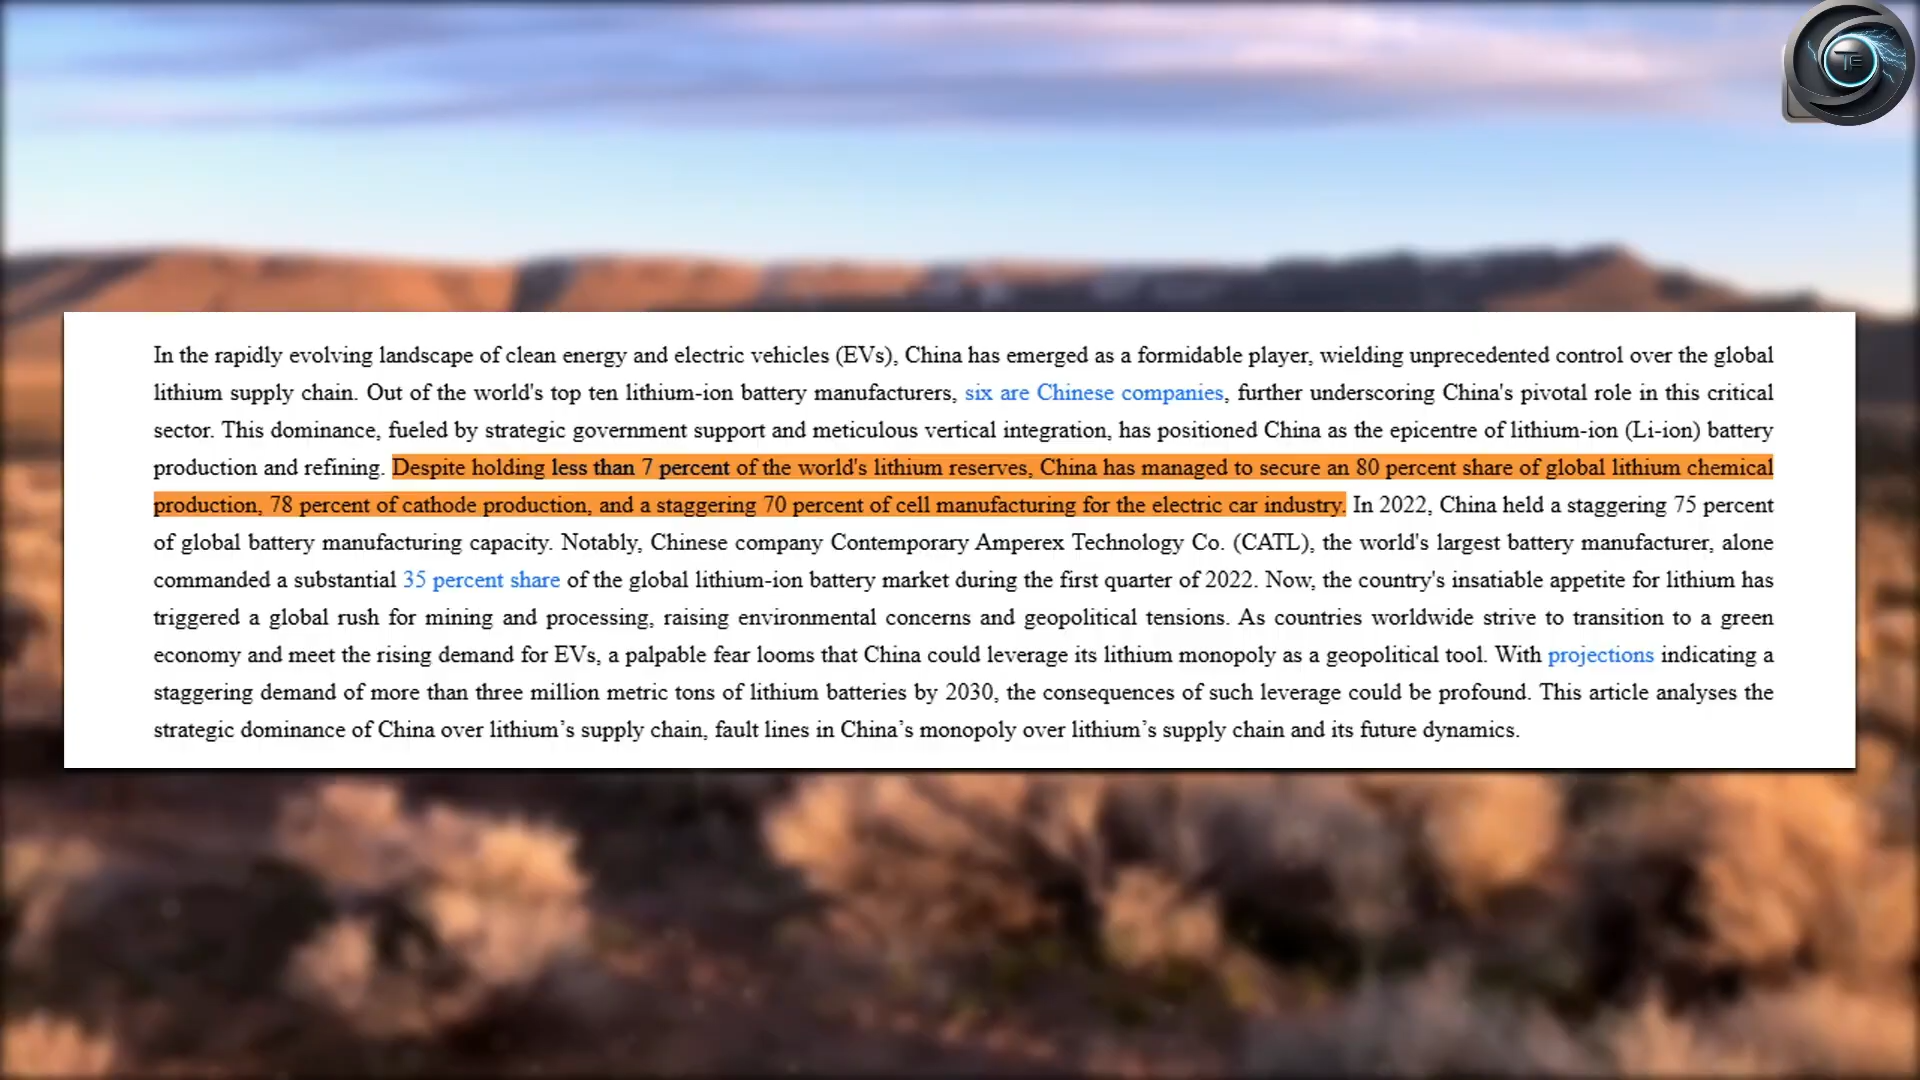 TE
In the rapidly evolving landscape of clean energy and electric vehicles (EVs), China has emerged as a formidable player, wielding unprecedented control over the global
lithium supply chain. Out of the world's top ten lithium-ion battery manufacturers, six are Chinese companies, further underscoring China's pivotal role in this critical
sector. This dominance, fueled by strategic government support and meticulous vertical integration, has positioned China as the epicentre of lithium-ion (Li-ion) battery
production and refining. Despite holding less than 7 percent of the world's lithium reserves, China has managed to secure an 80 percent share of global lithium chemical
production, 78 percent of cathode production, and a staggering 70 percent of cell manufacturing for the electric car industry. In 2022, China held a staggering 75 percent
of global battery manufacturing capacity. Notably, Chinese company Contemporary Amperex Technology Co. (CATL), the world's largest battery manufacturer, alone
commanded a substantial 35 percent share of the global lithium-ion battery market during the first quarter of 2022. Now, the country's insatiable appetite for lithium has
triggered a global rush for mining and processing, raising environmental concerns and geopolitical tensions. As countries worldwide strive to transition to a green
economy and meet the rising demand for EVs, a palpable fear looms that China could leverage its lithium monopoly as a geopolitical tool. With projections indicating a
staggering demand of more than three million metric tons of lithium batteries by 2030, the consequences of such leverage could be profound. This article analyses the
strategic dominance of China over lithium’s supply chain, fault lines in China’s monopoly over lithium’s supply chain and its future dynamics.